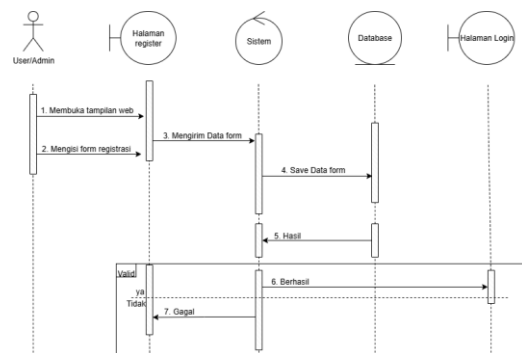 Halaman
register
Sistem
Database
Halaman Login
User/Admin
1. Membuka tampilan web
2. Mengisi form registrasi
3. Mengirim Data form
4. Save Data form
5. Hasil
Valid
ya
6. Berhasil
Tidak
7. Gagal